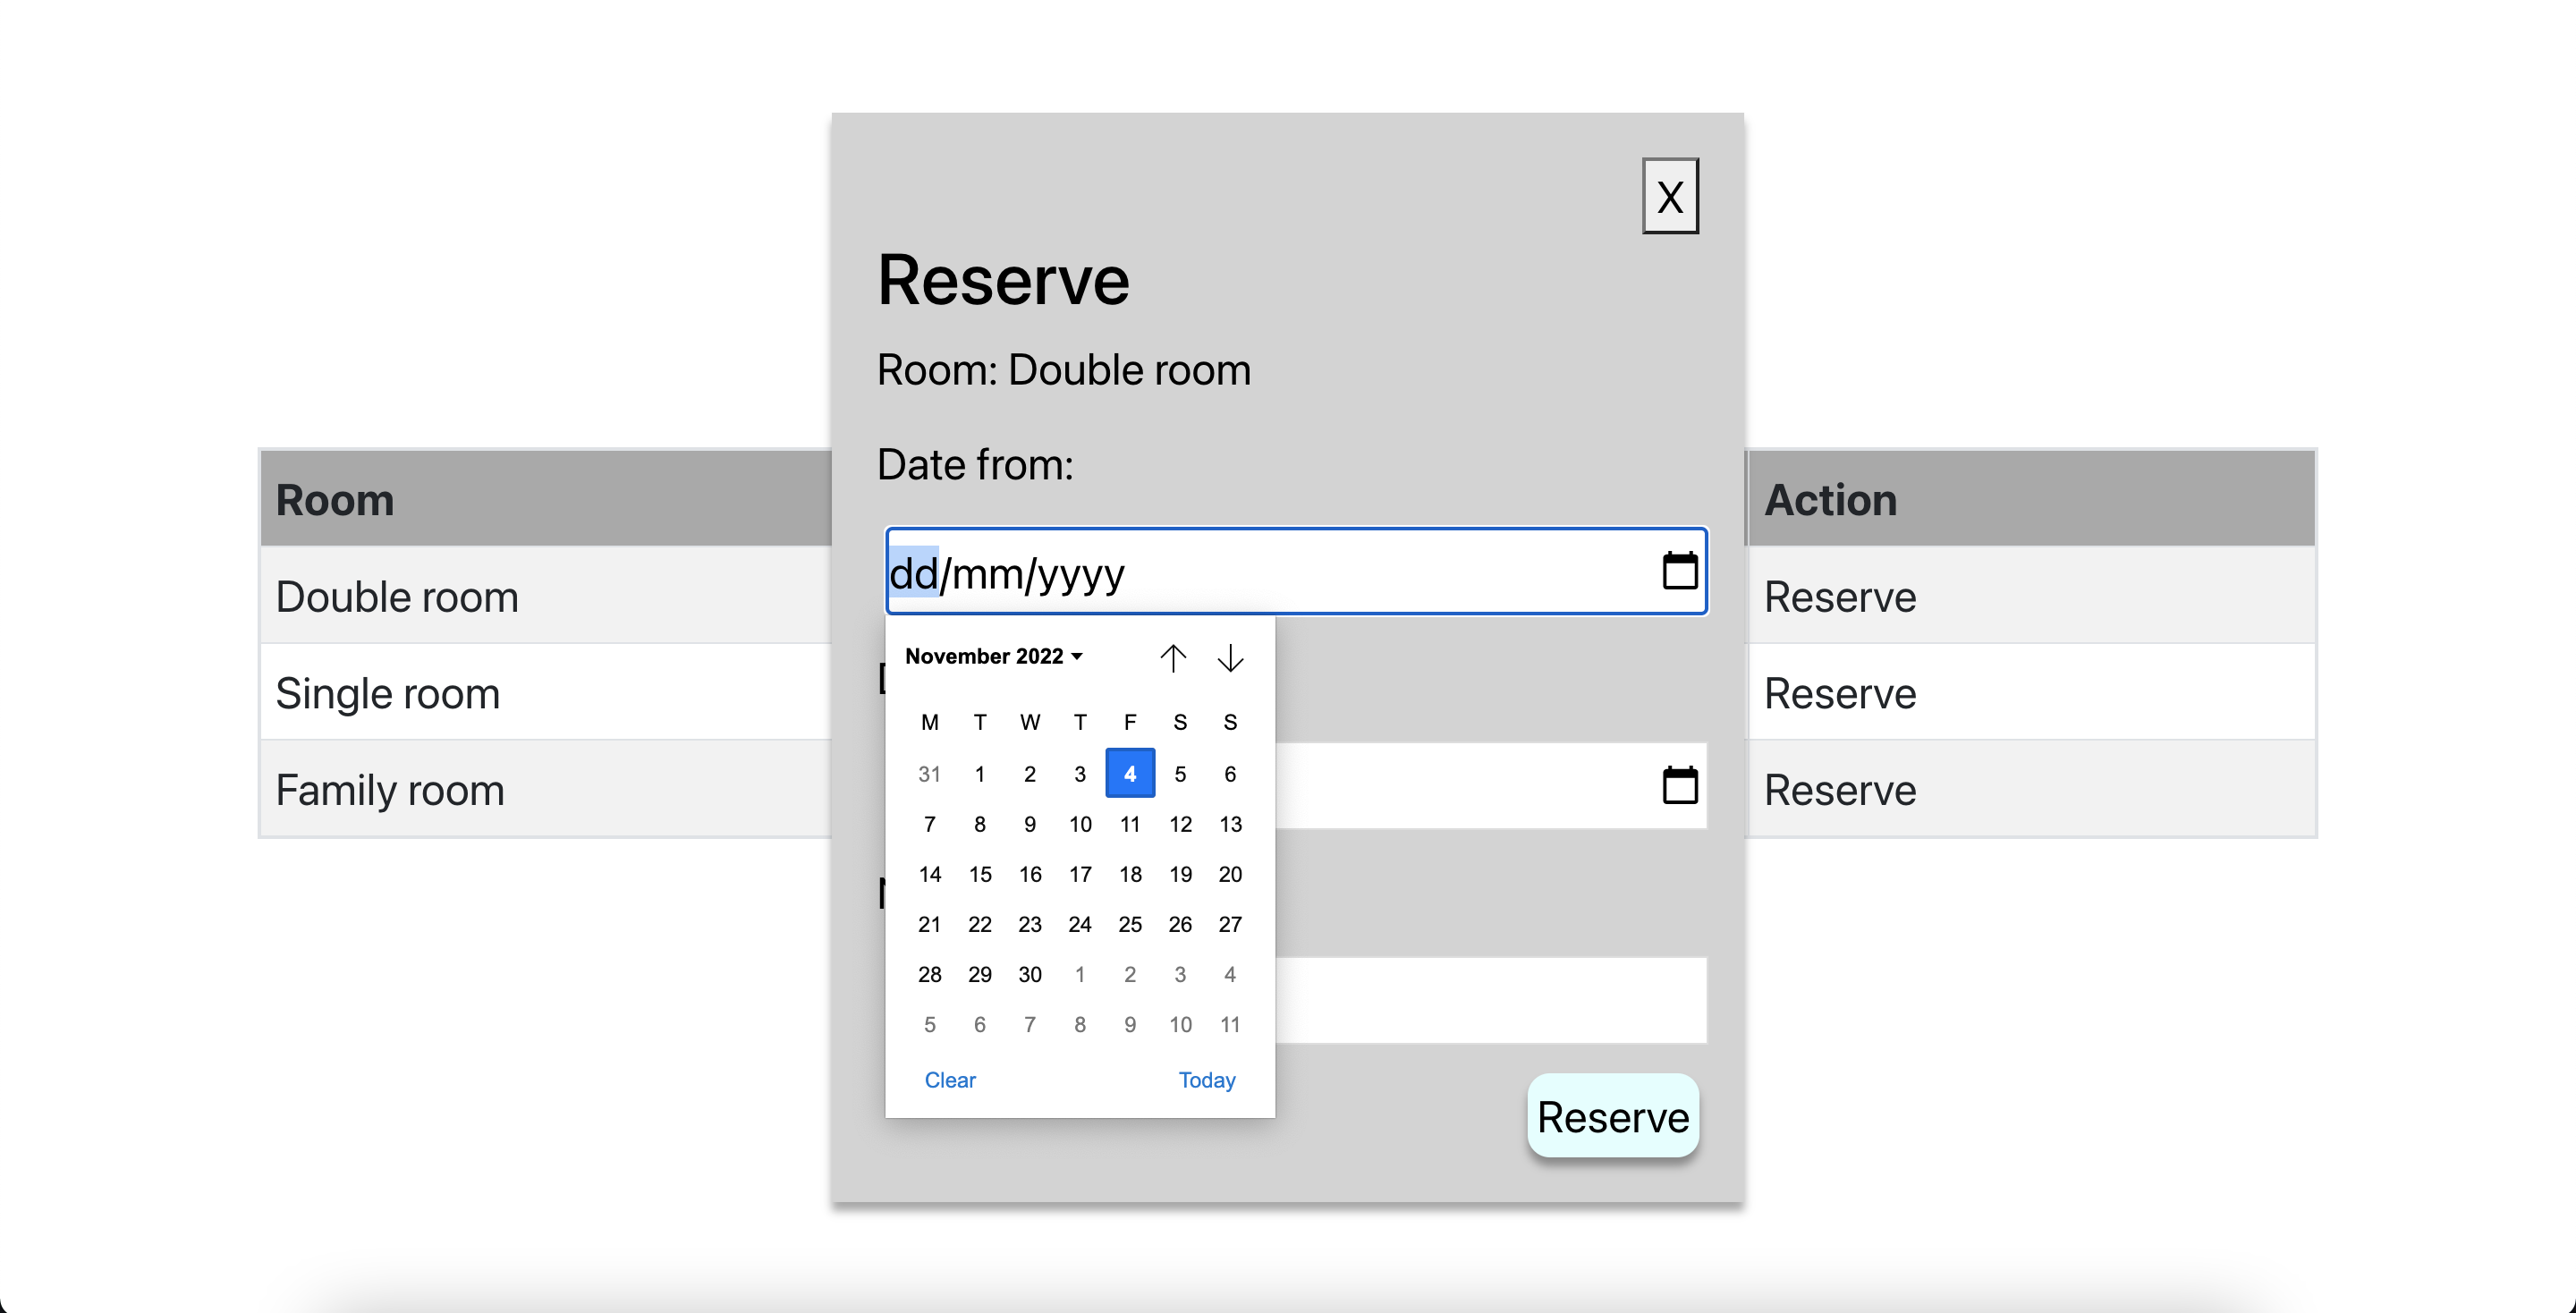 X
Reserve
Room: Double room
Date from:
Room Action
Double room Reserve
Single room Reserve
Family room Reserve
dd/mm/yyyy
November 2022
M T W T F S S
31 1 2 3 4 5 6
7 8 9 10 11 12 13
14 15 16 17 18 19 20
21 22 23 24 25 26 27
28 29 30 1 2 3 4
5 6 7 8 9 10 11
Clear Today
Reserve